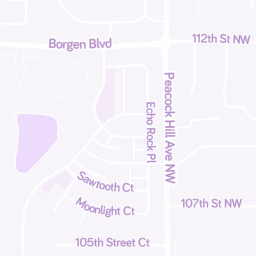 112th St NW
Borgen Blvd
Echo Rock Pl
Peacock Hill Ave NW
Sawtooth Ct
Moonlight Ct
107th St NW
105th Street Ct